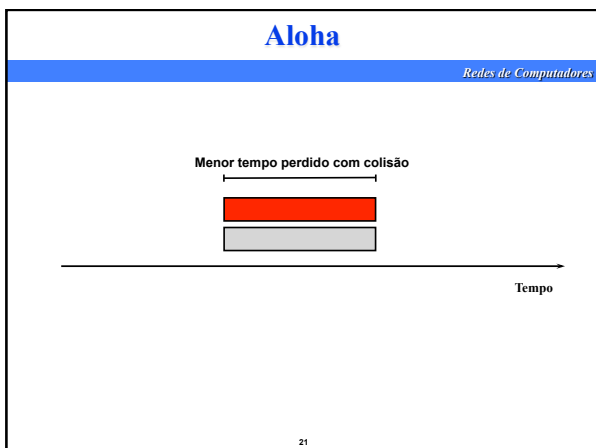 Aloha
Redes de Computadores
Menor tempo perdido com colisão
Tempo
21